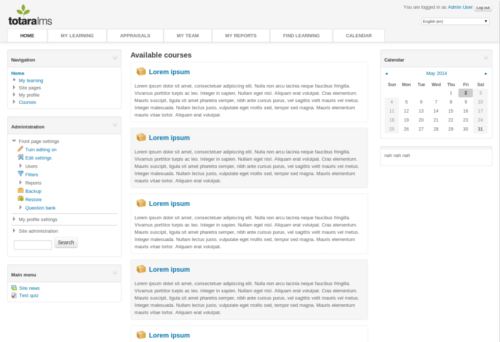 You are logged in as Admin User Log out
totaralms
English (en)
HOME MY LEARNING APPRAISALS MY TEAM MY REPORTS FIND LEARNING CALENDAR
Navigation
Home
My learning
Site pages
My profile
Courses
Administration
Front page settings
Turn editing on
Edit settings
Users
Filters
Reports
Backup
Restore
Question bank
My profile settings
Site administration
Search
Main menu
Site news
Test quiz
Available courses
Lorem ipsum
Lorem ipsum dolor sit amet, consectetuer adipiscing elit. Nulla non arcu lacinia neque faucibus fringilla.
Vivamus porttitor turpis ac leo. Integer in sapien. Nullam eget nisl. Aliquam erat volutpat. Cras elementum.
Mauris suscipit, ligula sit amet pharetra semper, nibh ante cursus purus, vel sagittis velit mauris vel metus.
Integer malesuada. Nullam lectus justo, vulputate eget mollis sed, tempor sed magna. Mauris elementum
mauris vitae tortor. Aliquam erat volutpat.
Lorem ipsum
Lorem ipsum dolor sit amet, consectetuer adipiscing elit. Nulla non arcu lacinia neque faucibus fringilla.
Vivamus porttitor turpis ac leo. Integer in sapien. Nullam eget nisl. Aliquam erat volutpat. Cras elementum.
Mauris suscipit, ligula sit amet pharetra semper, nibh ante cursus purus, vel sagittis velit mauris vel metus.
Integer malesuada. Nullam lectus justo, vulputate eget mollis sed, tempor sed magna. Mauris elementum
mauris vitae tortor. Aliquam erat volutpat.
Lorem ipsum
Lorem ipsum dolor sit amet, consectetuer adipiscing elit. Nulla non arcu lacinia neque faucibus fringilla.
Vivamus porttitor turpis ac leo. Integer in sapien. Nullam eget nisl. Aliquam erat volutpat. Cras elementum.
Mauris suscipit, ligula sit amet pharetra semper, nibh ante cursus purus, vel sagittis velit mauris vel metus.
Integer malesuada. Nullam lectus justo, vulputate eget mollis sed, tempor sed magna. Mauris elementum
mauris vitae tortor. Aliquam erat volutpat.
Lorem ipsum
Lorem ipsum dolor sit amet, consectetuer adipiscing elit. Nulla non arcu lacinia neque faucibus fringilla.
Vivamus porttitor turpis ac leo. Integer in sapien. Nullam eget nisl. Aliquam erat volutpat. Cras elementum.
Mauris suscipit, ligula sit amet pharetra semper, nibh ante cursus purus, vel sagittis velit mauris vel metus.
Integer malesuada. Nullam lectus justo, vulputate eget mollis sed, tempor sed magna. Mauris elementum
mauris vitae tortor. Aliquam erat volutpat.
Lorem ipsum
Calendar
May 2014
Sun Mon Tue Wed Thu Fri Sat
1 2 3
4 5 6 7 8 9 10
11 12 13 14 15 16 17
18 19 20 21 22 23 24
25 26 27 28 29 30 31
nah nah nah